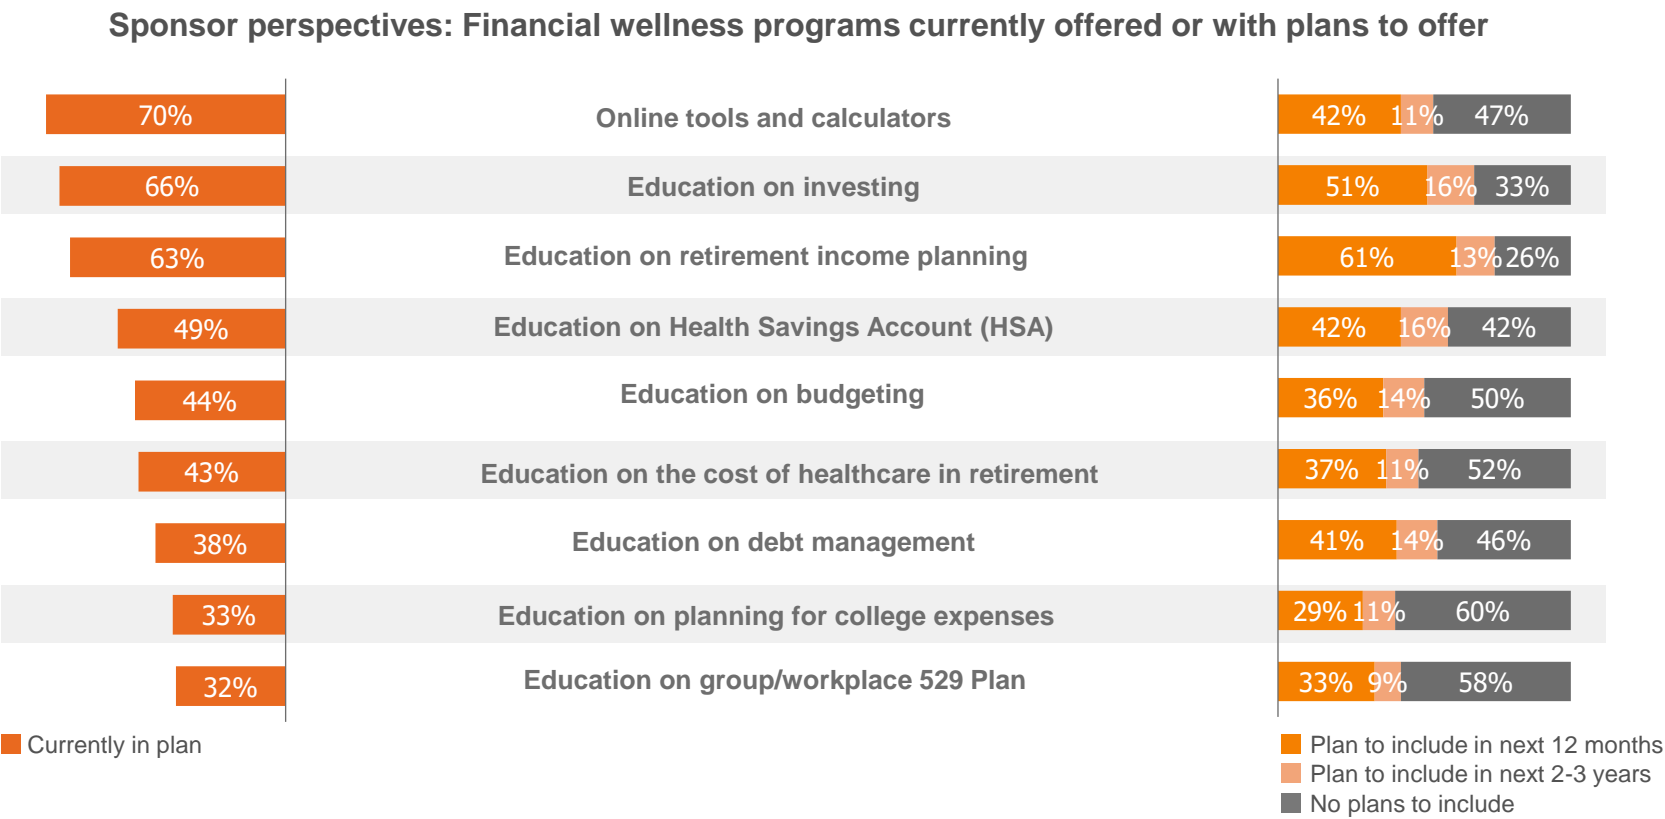 Sponsor perspectives: Financial wellness programs currently offered or with plans to offer
70% Online tools and calculators 42% 11% 47%
66% Education on investing 51% 16% 33%
63% Education on retirement income planning 61% 13% 26%
49% Education on Health Savings Account (HSA) 42% 16% 42%
44% Education on budgeting 36% 14% 50%
43% Education on the cost of healthcare in retirement 37% 11% 52%
38% Education on debt management 41% 14% 46%
33% Education on planning for college expenses 29% 11% 60%
32% Education on group/workplace 529 Plan 33% 9% 58%
Currently in plan
Plan to include in next 12 months
Plan to include in next 2-3 years
No plans to include